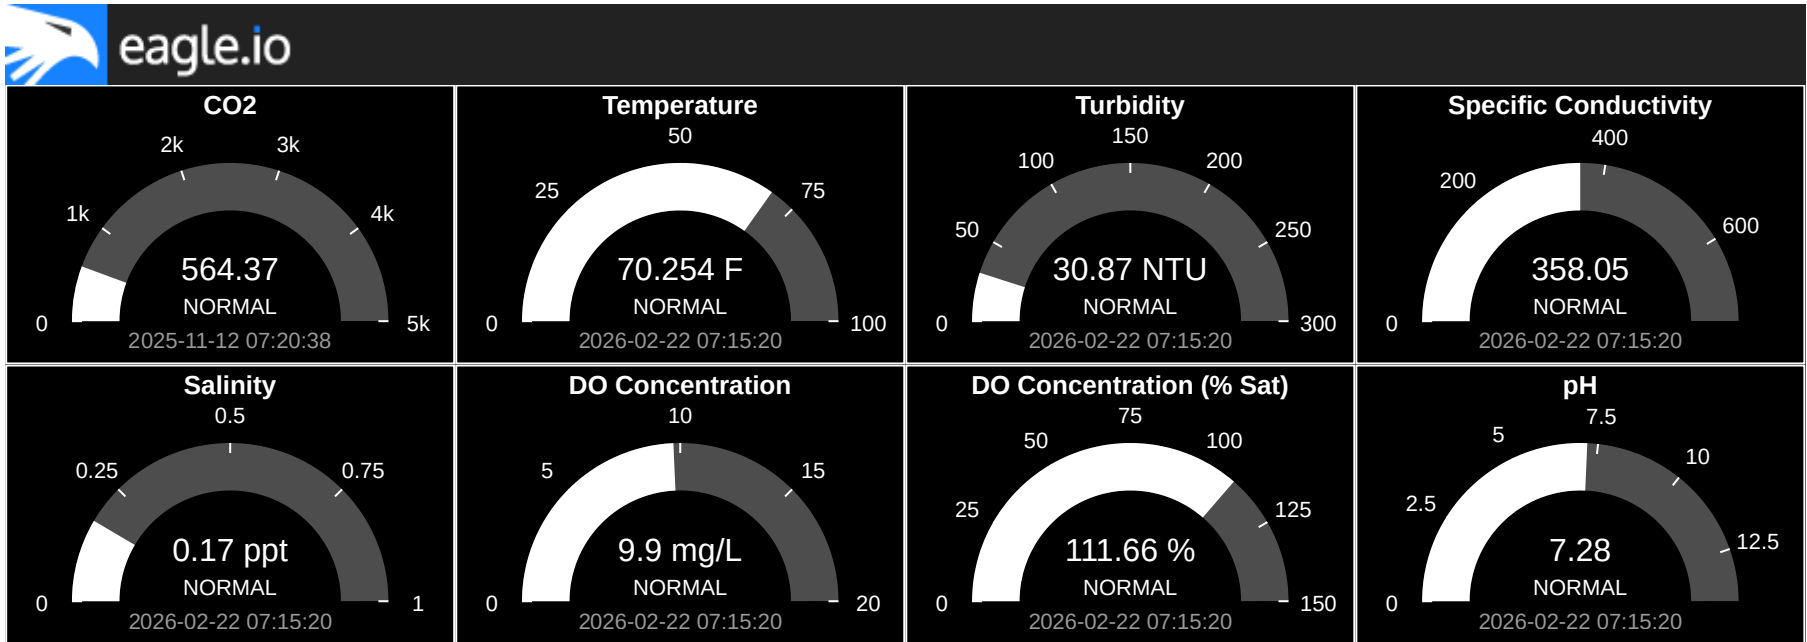 eagle.io
CO2
0
1k
2k
3k
4k
5k
564.37
NORMAL
2025-11-12 07:20:38
Temperature
0
25
50
75
100
70.254 F
NORMAL
2026-02-22 07:15:20
Turbidity
0
50
100
150
200
250
300
30.87 NTU
NORMAL
2026-02-22 07:15:20
Specific Conductivity
0
200
400
600
358.05
NORMAL
2026-02-22 07:15:20
Salinity
0
0.25
0.5
0.75
1
0.17 ppt
NORMAL
2026-02-22 07:15:20
DO Concentration
0
5
10
15
20
9.9 mg/L
NORMAL
2026-02-22 07:15:20
DO Concentration (% Sat)
0
25
50
75
100
125
150
111.66 %
NORMAL
2026-02-22 07:15:20
pH
0
2.5
5
7.5
10
12.5
7.28
NORMAL
2026-02-22 07:15:20